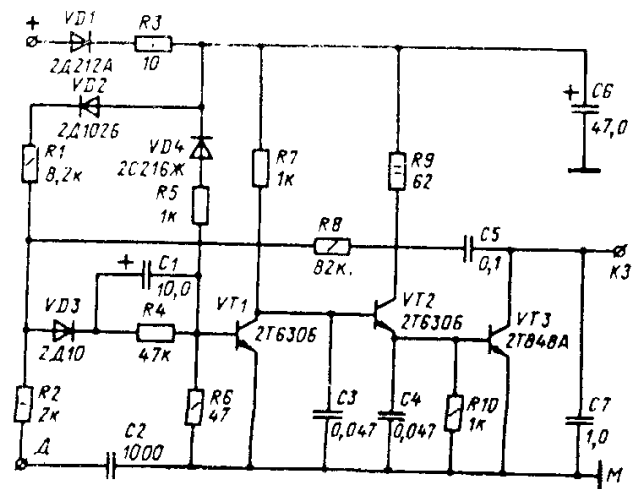 + VD1 R3
2Д212А 10
VD2
2Д102Б
R1
8,2к
VD4
2С216Ж
R5
1к
R7
1к
R9
62
+ C6
47,0
R8
82к.
C5
0,1
КЗ
+ C1
10,0
VD3
2Д10
R4
47к
VT1
2Т630Б
VT2
2Т630Б
VT3
2Т848А
R2
2к
R6
47
C3
0,047
C4
0,047
R10
1к
C7
1,0
Д
C2
1000
М